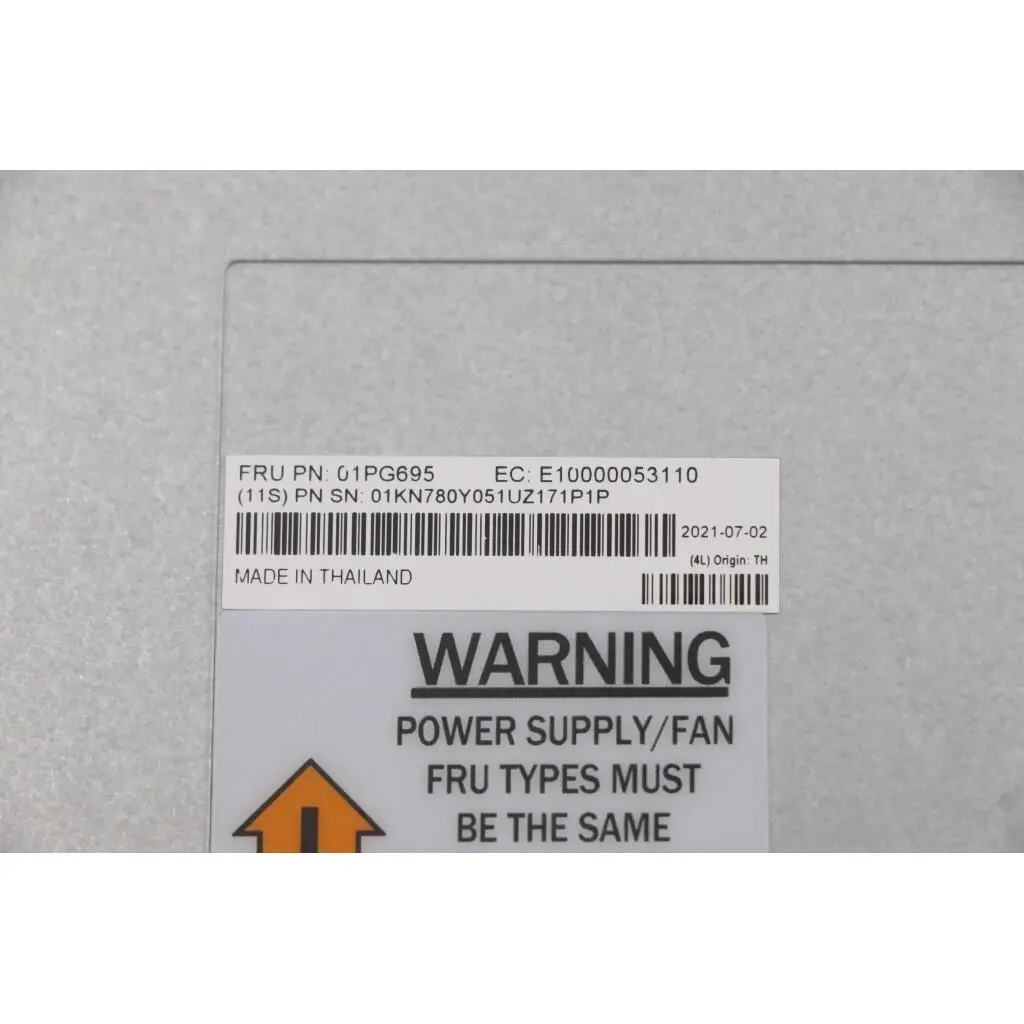 FRU PN: 01PG695 EC: E10000053110
(11S) PN SN: 01KN780Y051UZ171P1P
2021-07-02
(4L) Origin: TH
MADE IN THAILAND
WARNING
POWER SUPPLY/FAN
FRU TYPES MUST
BE THE SAME